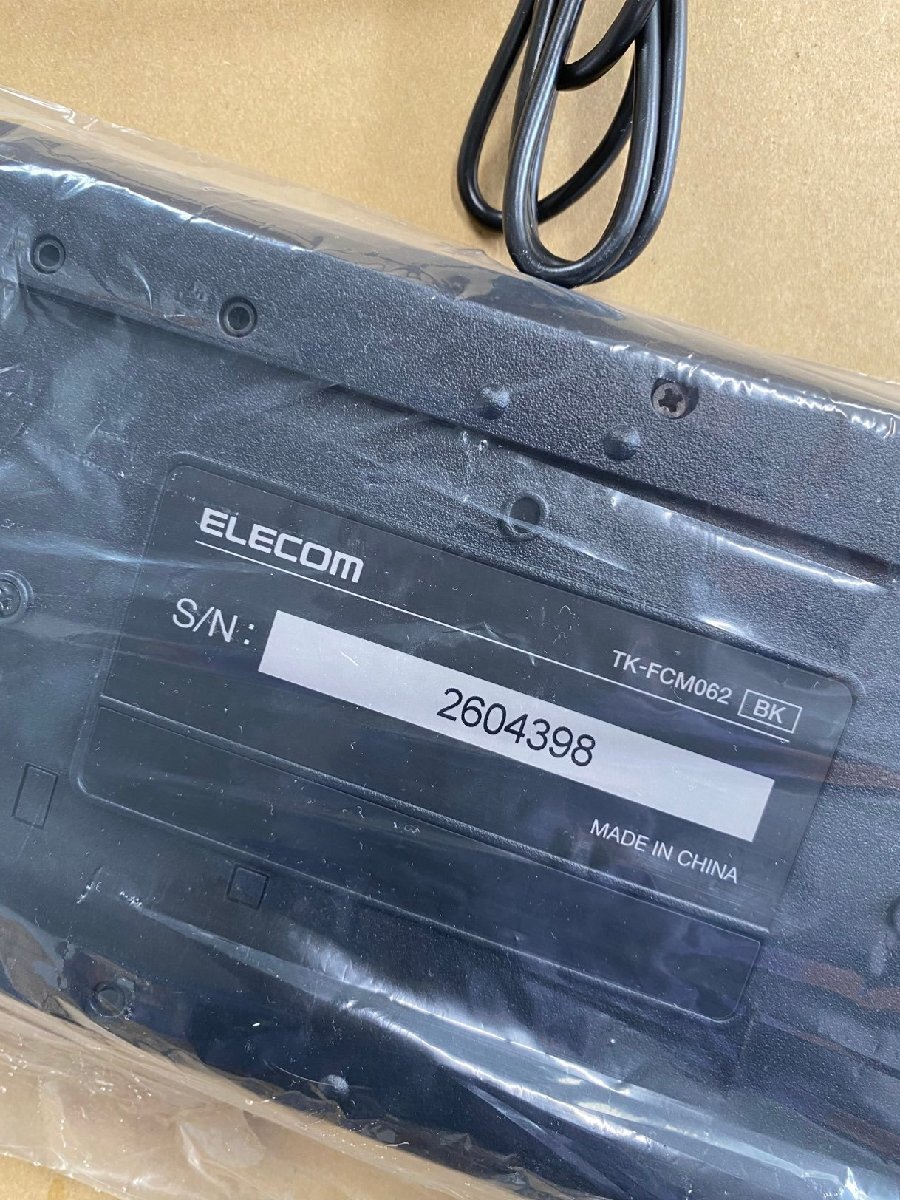 ELECOM
TK-FCM062 BK
S/N : 2604398
MADE IN CHINA